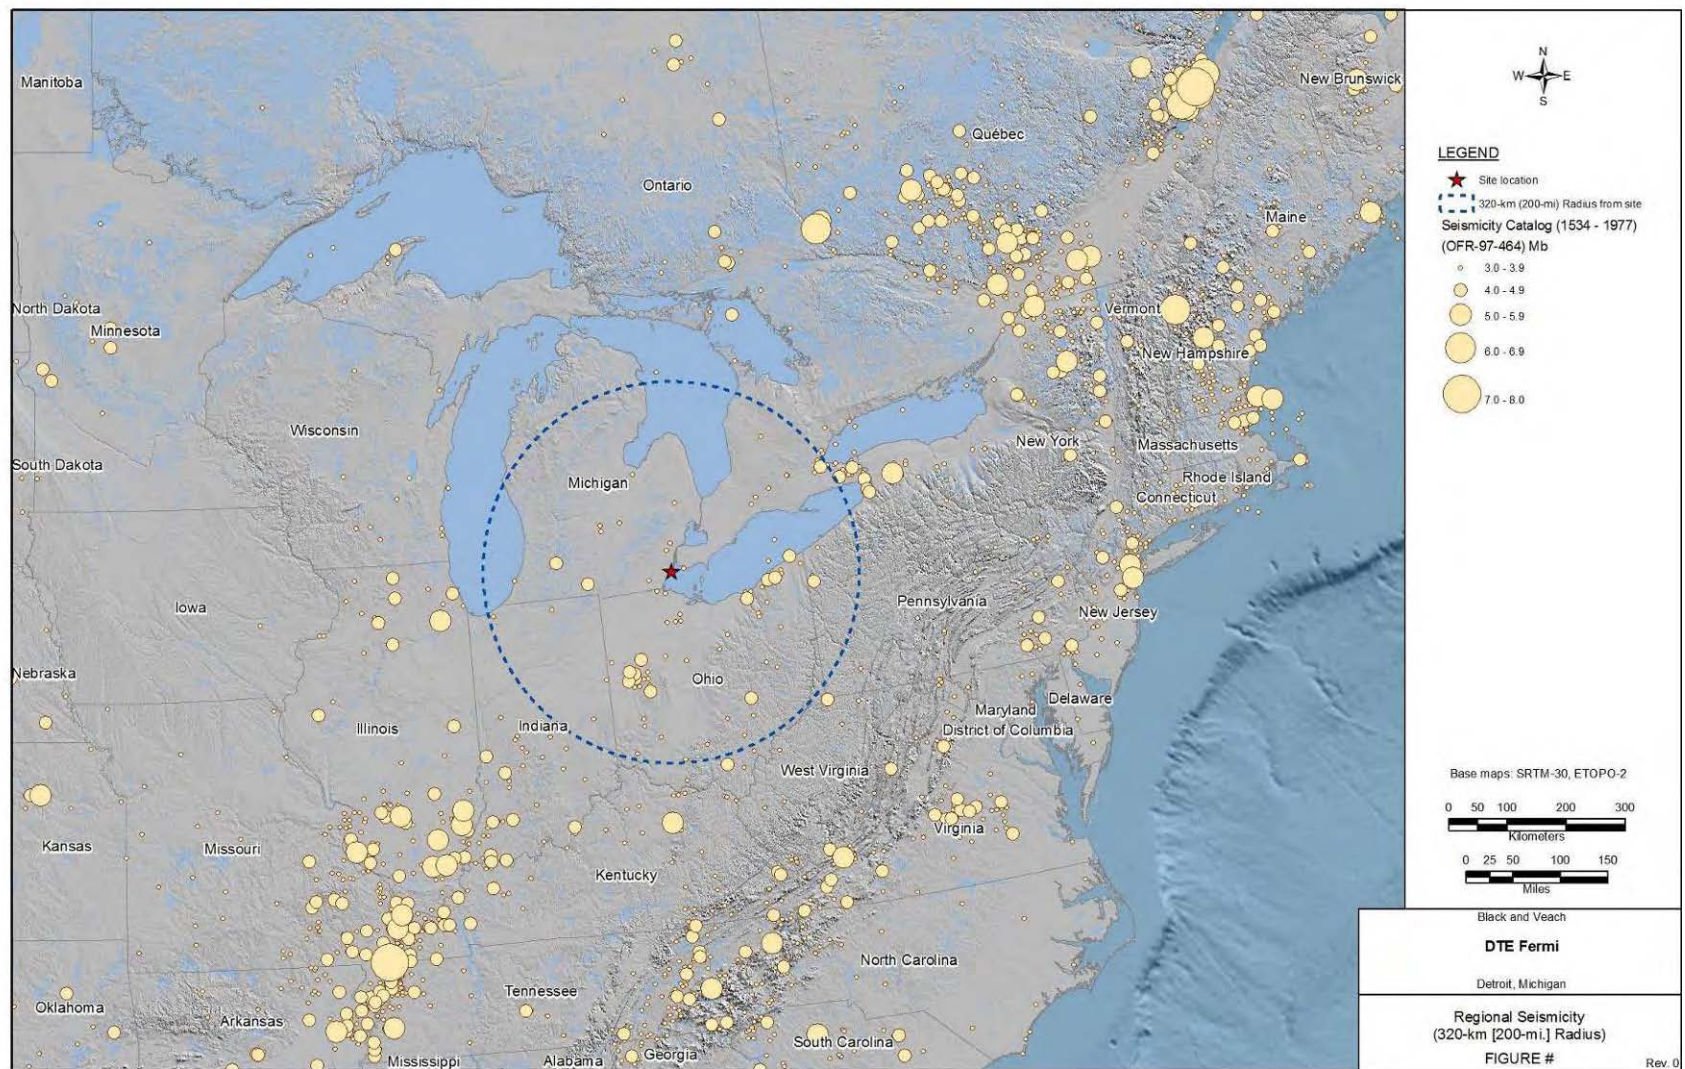 Manitoba
New Brunswick
Québec
Ontario
Maine
North Dakota
Minnesota
Vermont
New Hampshire
Wisconsin
New York
Massachusetts
South Dakota
Michigan
Rhode Island
Connecticut
Iowa
Pennsylvania
New Jersey
Nebraska
Ohio
Delaware
Maryland
Illinois
Indiana
District of Columbia
West Virginia
Virginia
Kansas
Missouri
Kentucky
North Carolina
Tennessee
Oklahoma
Arkansas
South Carolina
Mississippi
Alabama
Georgia
N
W E
S
LEGEND
Site location
320-km (200-mi) Radius from site
Seismicity Catalog (1534 - 1977)
(OFR-97-464) Mb
3.0 - 3.9
4.0 - 4.9
5.0 - 5.9
6.0 - 6.9
7.0 - 8.0
Base maps: SRTM-30, ETOPO-2
0 50 100 200 300
Kilometers
0 25 50 100 150
Miles
Black and Veach
DTE Fermi
Detroit, Michigan
Regional Seismicity
(320-km [200-mi.] Radius)
FIGURE #
Rev. 0